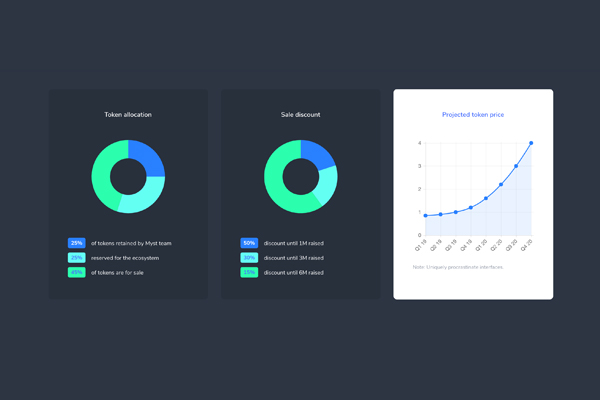 Token allocation
25% of tokens retained by Myst team
25% reserved for the ecosystem
of tokens are for sale
Sale discount
50% discount until 1M raised
30% discount until 3M raised
15% discount until 6M raised
Projected token price
4
3
2
1
0
Q1 19
Q2 19
Q3 19
Q4 19
Q1 20
Q2 20
Q3 20
Q4 20
Note:
interfaces.